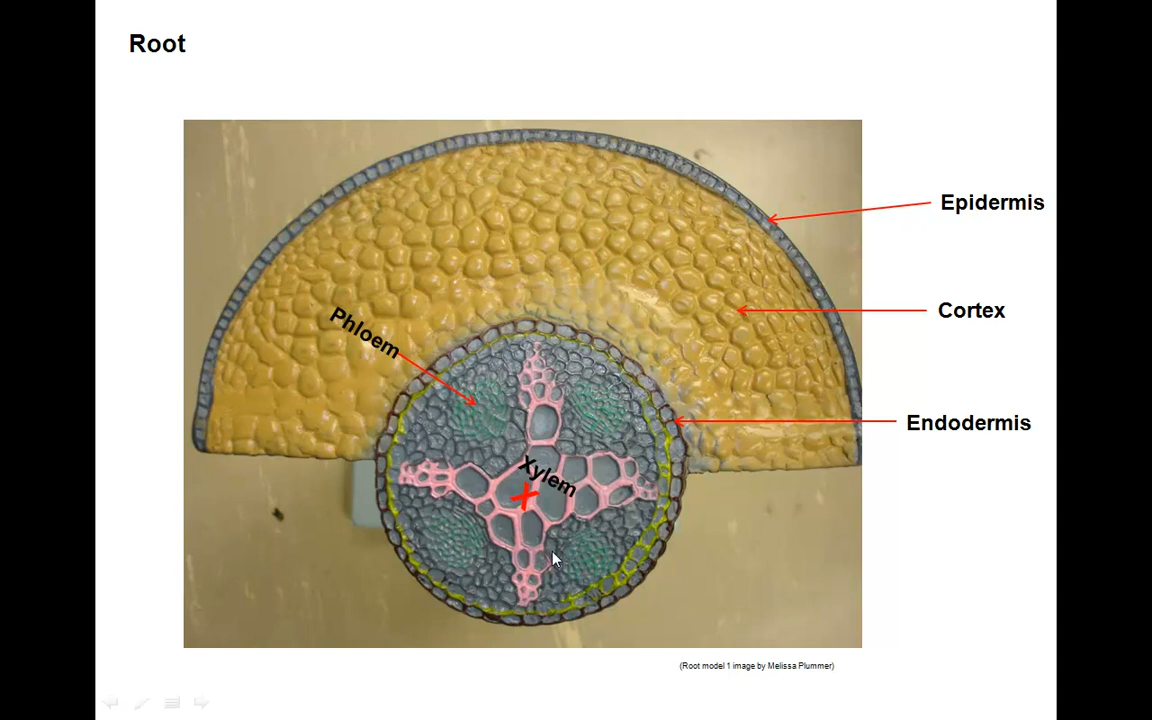 Root
Epidermis
Cortex
Phloem
Endodermis
Xylem
X
(Root model 1 image by Melissa Plummer)